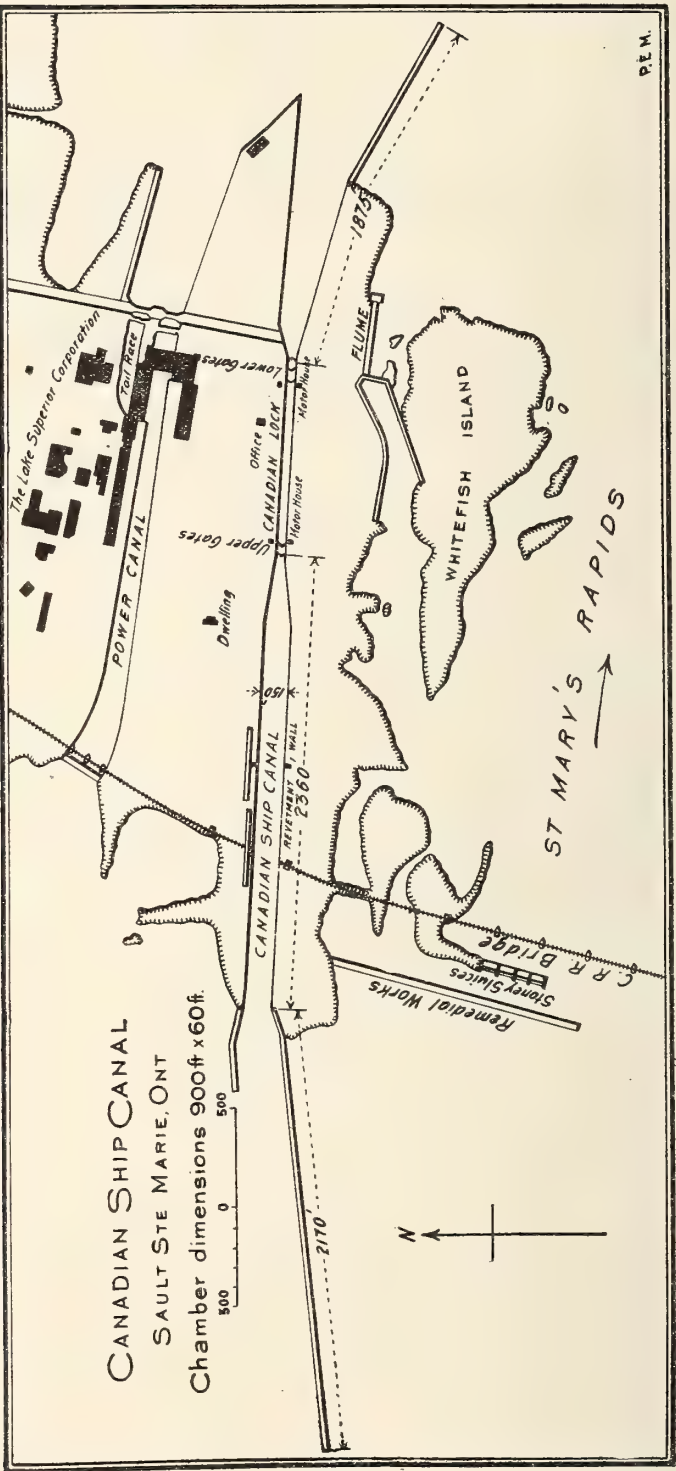 CANADIAN SHIP CANAL
SAULT STE MARIE, ONT
Chamber dimensions 900ft x 60ft.
500 0 500
N
2170'
The Lake Superior Corporation
POWER CANAL
Tail Race
Dwelling
Office
Upper Gates
CANADIAN LOCK
Lower Gates
Motor House
Motor House
150'
CANADIAN SHIP CANAL
REVETMENT WALL
2360
1875'
FLUME
WHITEFISH ISLAND
ST MARY'S RAPIDS
C.R.R. Bridge
Stoney Sluices
Remedial Works
P.E.M.